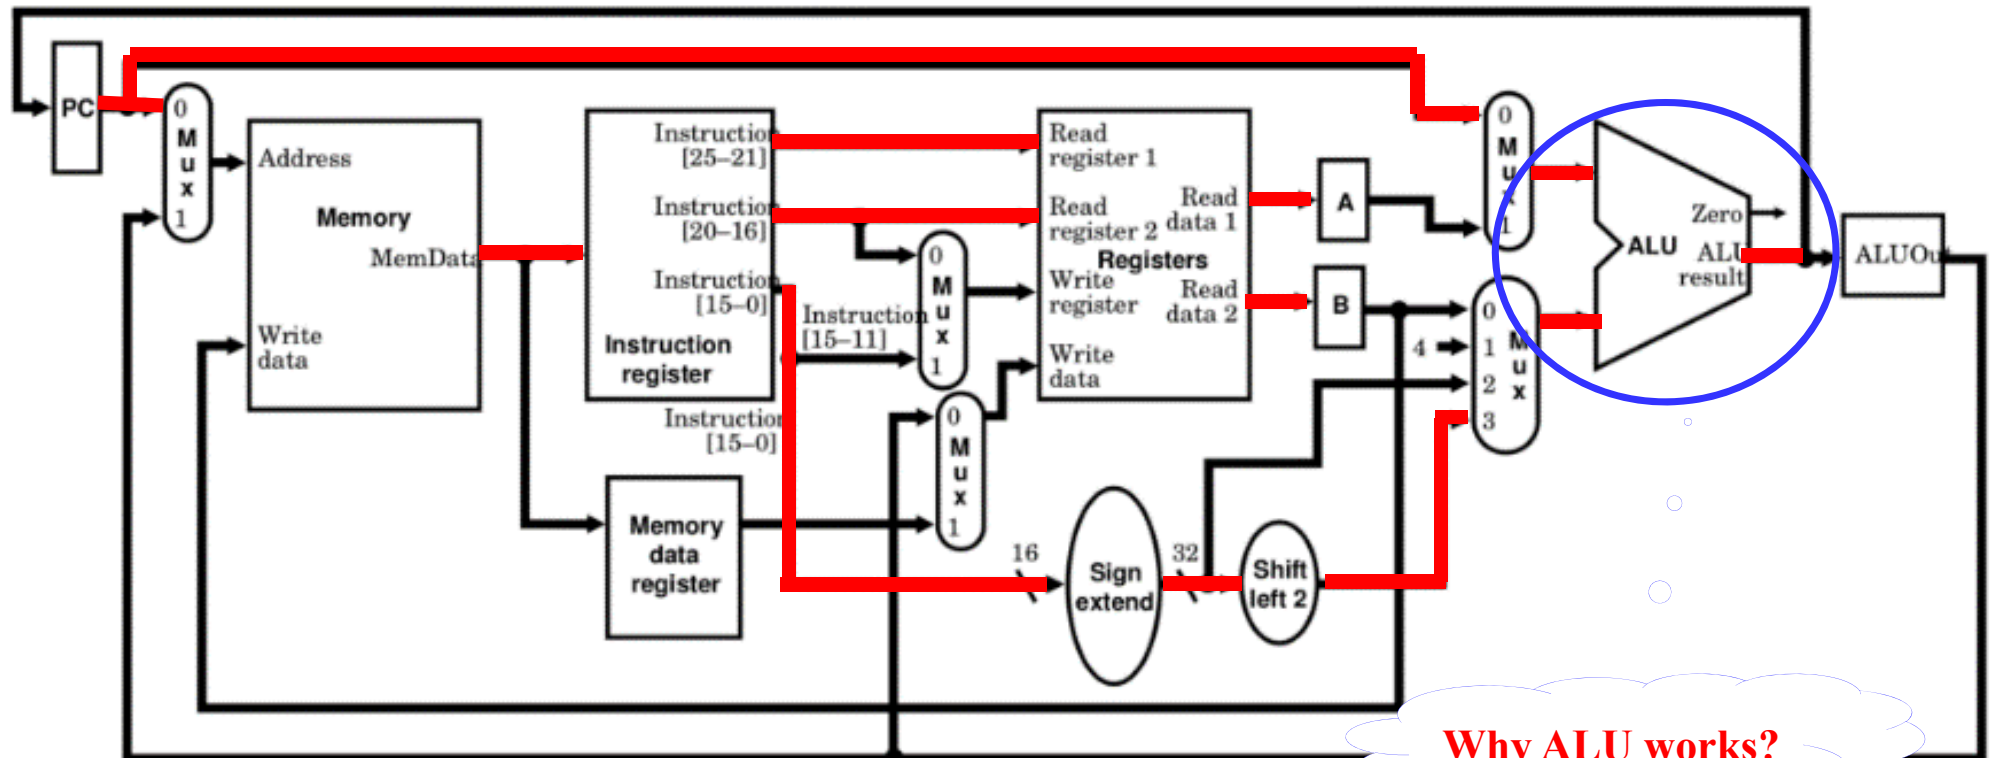 PC
0
M
u
x
1
Address
Memory
MemData
Write
data
Instruction
[25–21]
Instruction
[20–16]
Instruction
[15–0]
Instruction
register
Instruction
[15–11]
Instruction
[15–0]
Memory
data
register
0
M
u
x
1
0
M
u
x
1
Read
register 1
Read
register 2
Registers
Write
register
Write
data
Read
data 1
Read
data 2
16
Sign
extend
32
Shift
left 2
A
B
4
0
M
u
x
1
0
1
2
3
M
u
x
ALU
Zero
ALU
result
ALUOut
Why ALU works?